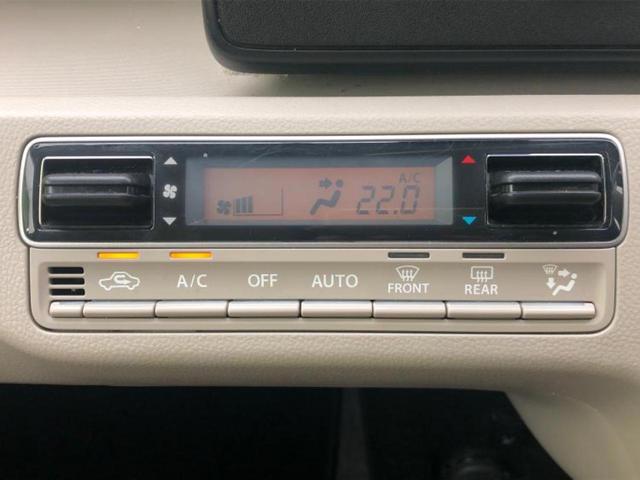 A/C
22.0
A/C
OFF
AUTO
FRONT
REAR